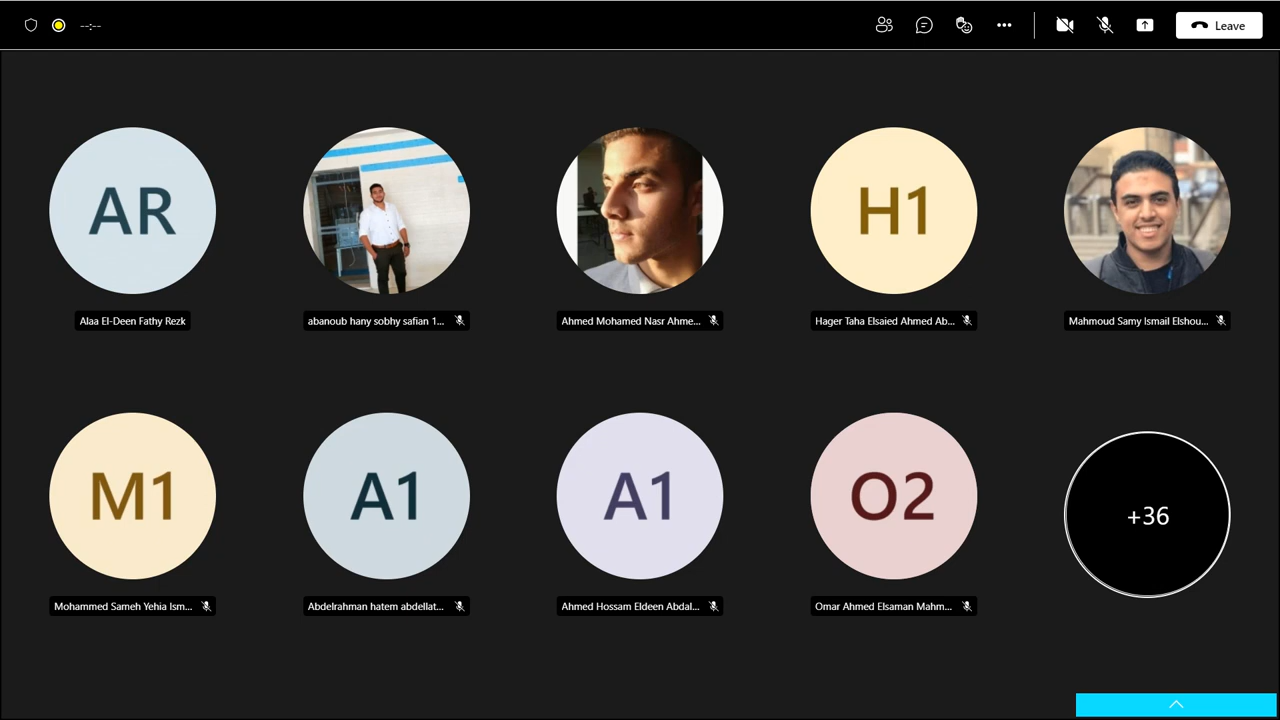 --:--
Leave
AR
H1
Alaa El-Deen Fathy Rezk
abanoub hany sobhy safian 1...
Ahmed Mohamed Nasr Ahme...
Hager Taha Elsaied Ahmed Ab...
Mahmoud Samy Ismail Elshou...
M1
A1
A1
O2
+36
Mohammed Sameh Yehia Ism...
Abdelrahman hatem abdellat...
Ahmed Hossam Eldeen Abdal...
Omar Ahmed Elsaman Mahm...